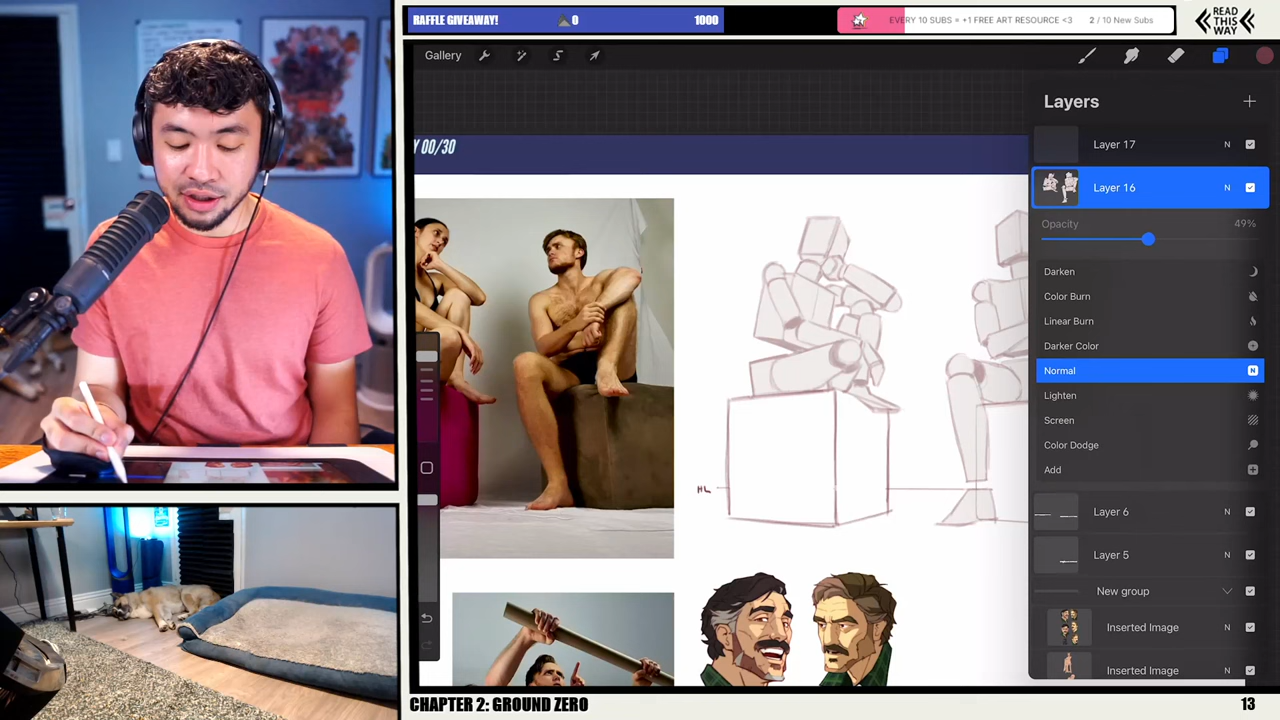 RAFFLE GIVEAWAY!
0
1000
EVERY 10 SUBS = +1 FREE ART RESOURCE <3
2 / 10 New Subs
READ
THIS
WAY
Gallery
Y 00/30
Layers
Layer 17
N
Layer 16
N
Opacity
49%
Darken
Color Burn
Linear Burn
Darker Color
Normal
N
Lighten
Screen
Color Dodge
Add
HL
Layer 6
N
Layer 5
N
New group
Inserted Image
N
Inserted Image
N
CHAPTER 2: GROUND ZERO
13